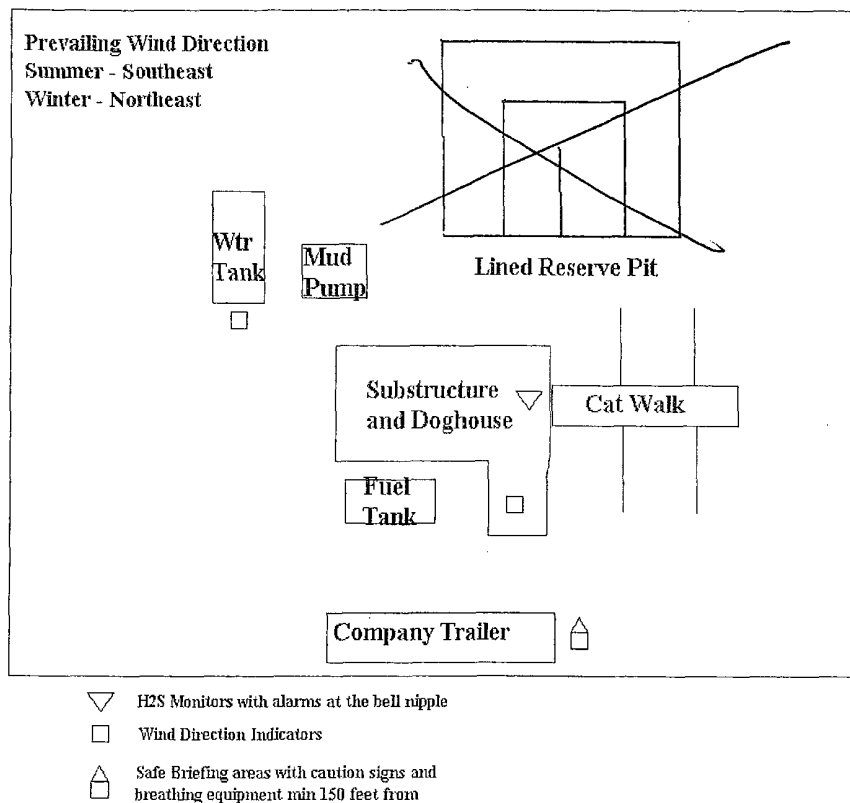 Prevailing Wind Direction
Summer - Southeast
Winter - Northeast
Wtr
Tank
Mud
Pump
Lined Reserve Pit
Substructure
and Doghouse
Cat Walk
Fuel
Tank
Company Trailer
H2S Monitors with alarms at the bell nipple
Wind Direction Indicators
Safe Briefing areas with caution signs and
breathing equipment min 150 feet from